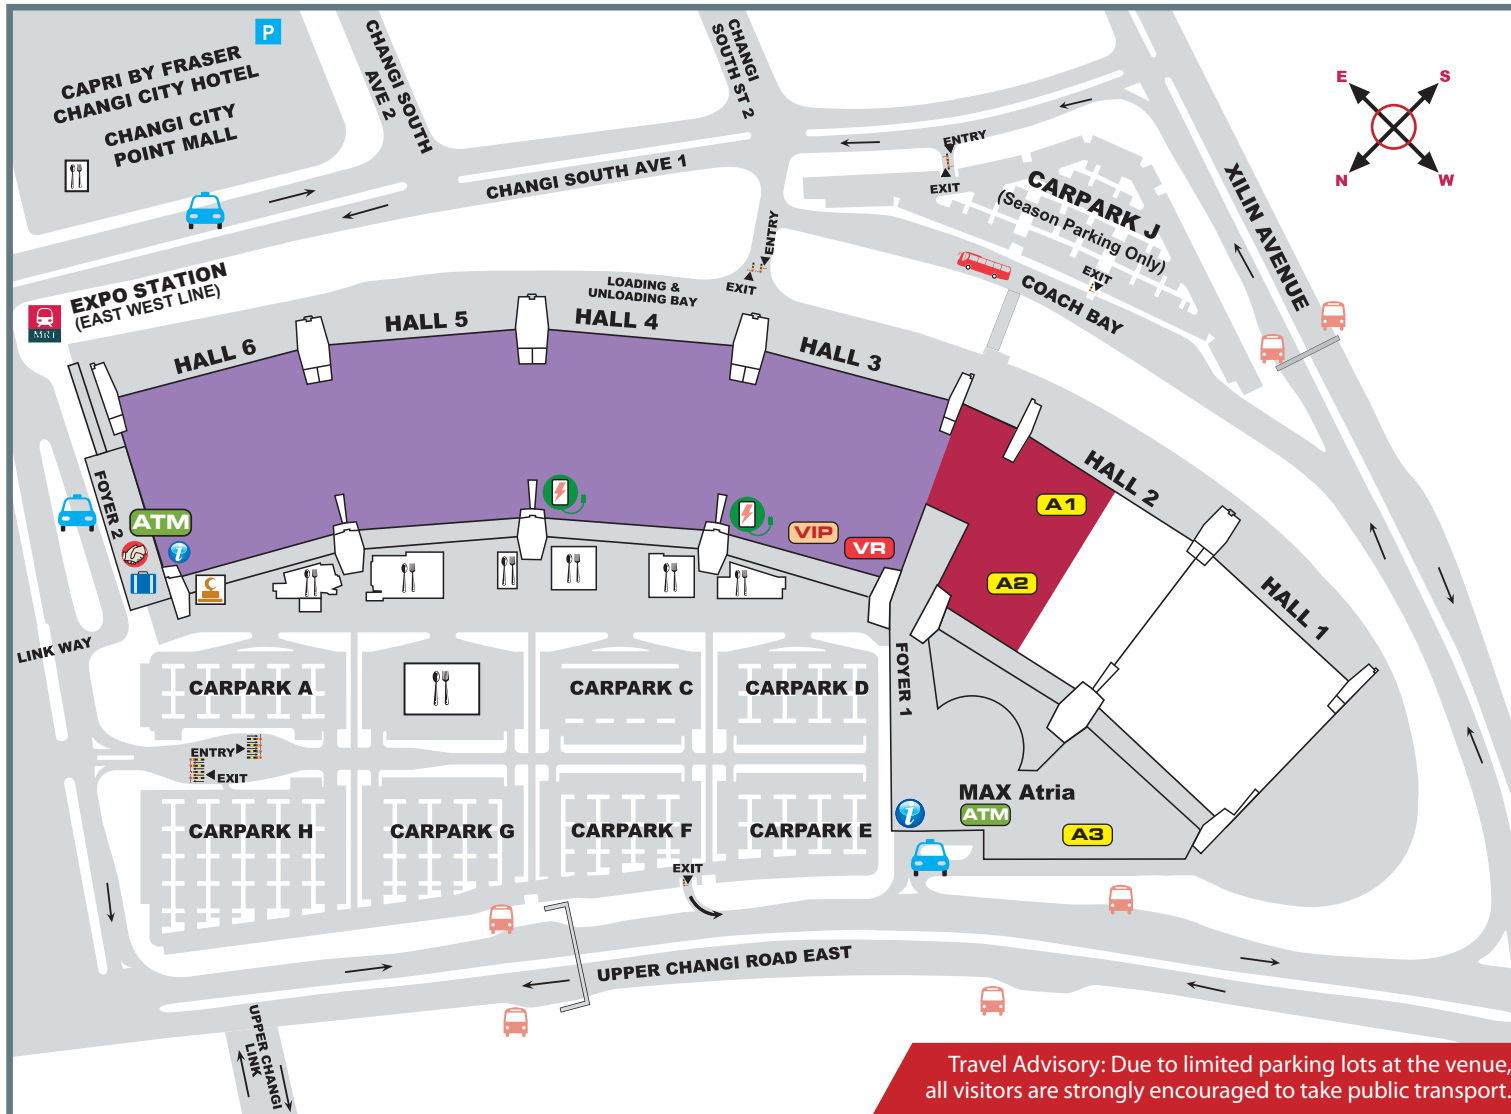 P
CAPRI BY FRASER
CHANGI CITY HOTEL
CHANGI CITY
POINT MALL
CHANGI SOUTH
AVE 2
CHANGI
SOUTH ST 2
E
S
N
W
ENTRY
EXIT
CARPARK J
(Season Parking Only)
EXIT
XILIN AVENUE
CHANGI SOUTH AVE 1
ENTRY
EXIT
COACH BAY
LOADING &
UNLOADING BAY
EXPO STATION
(EAST WEST LINE)
MRT
HALL 6
HALL 5
HALL 4
HALL 3
HALL 2
HALL 1
FOYER 2
ATM
i
VIP
VR
A1
A2
LINK WAY
FOYER 1
CARPARK A
CARPARK C
CARPARK D
ENTRY
EXIT
CARPARK H
CARPARK G
CARPARK F
CARPARK E
MAX Atria
i
ATM
A3
EXIT
UPPER CHANGI ROAD EAST
UPPER CHANGI
LINK
Travel Advisory: Due to limited parking lots at the venue,
all visitors are strongly encouraged to take public transport.